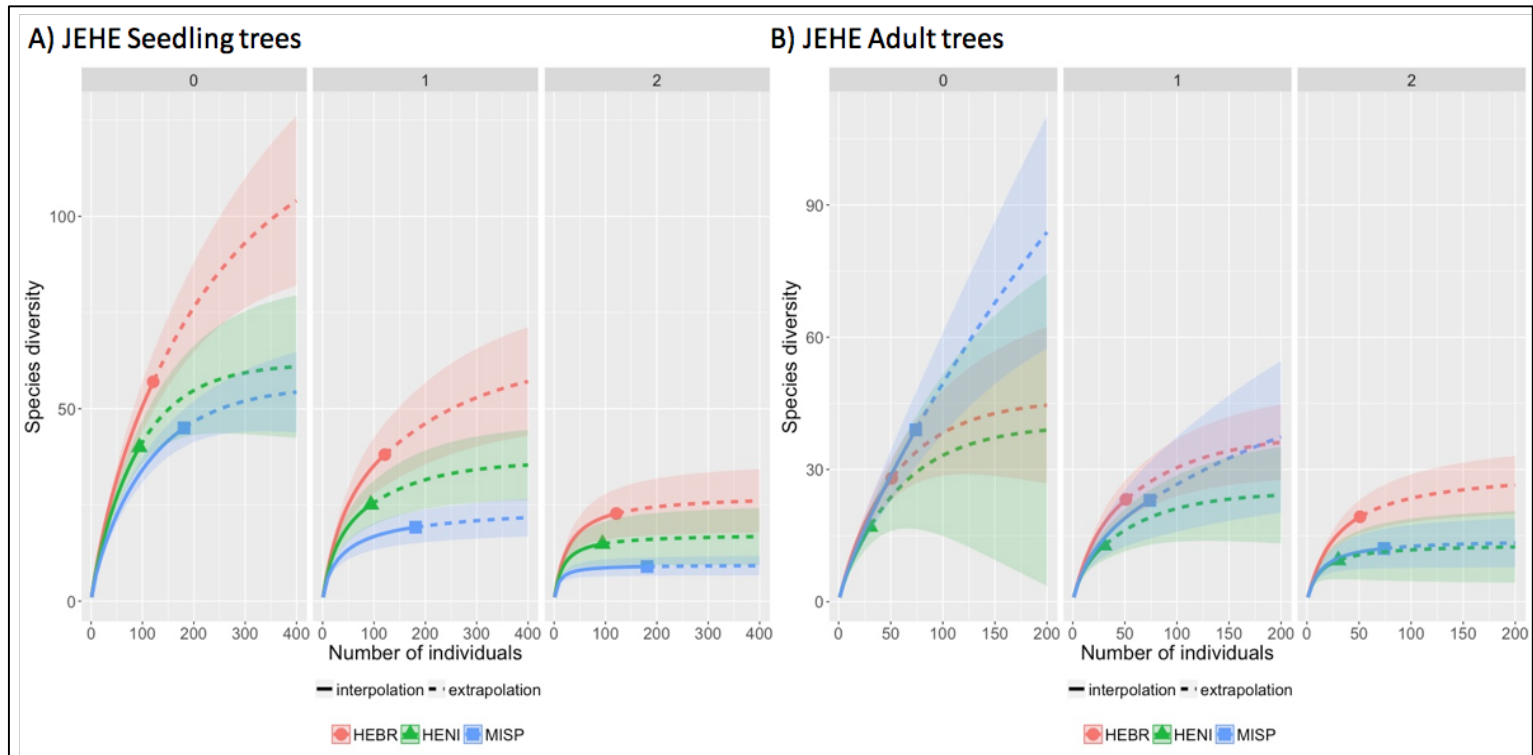 A) JEHE Seedling trees
0 1 2
Species diversity
100
50
0
0 100 200 300 400 0 100 200 300 400 0 100 200 300 400
Number of individuals
interpolation extrapolation
HEBR HENI MISP
B) JEHE Adult trees
0 1 2
Species diversity
90
60
30
0
0 50 100 150 200 0 50 100 150 200 0 50 100 150 200
Number of individuals
interpolation extrapolation
HEBR HENI MISP